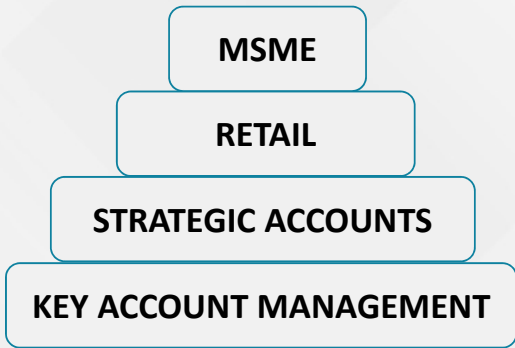 MSME
RETAIL
STRATEGIC ACCOUNTS
KEY ACCOUNT MANAGEMENT